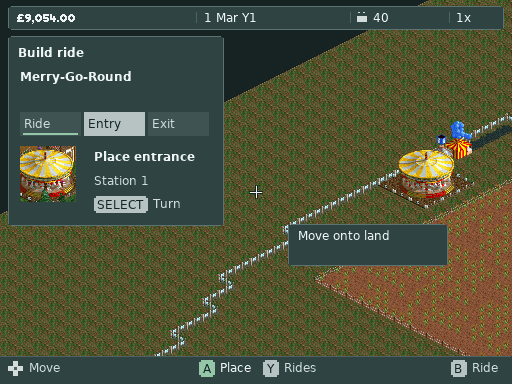 £9,054.00
1 Mar Y1
40
1x
Build ride
Merry-Go-Round
Ride
Entry
Exit
Place entrance
Station 1
SELECT Turn
Move onto land
Move
A Place
Y Rides
B Ride